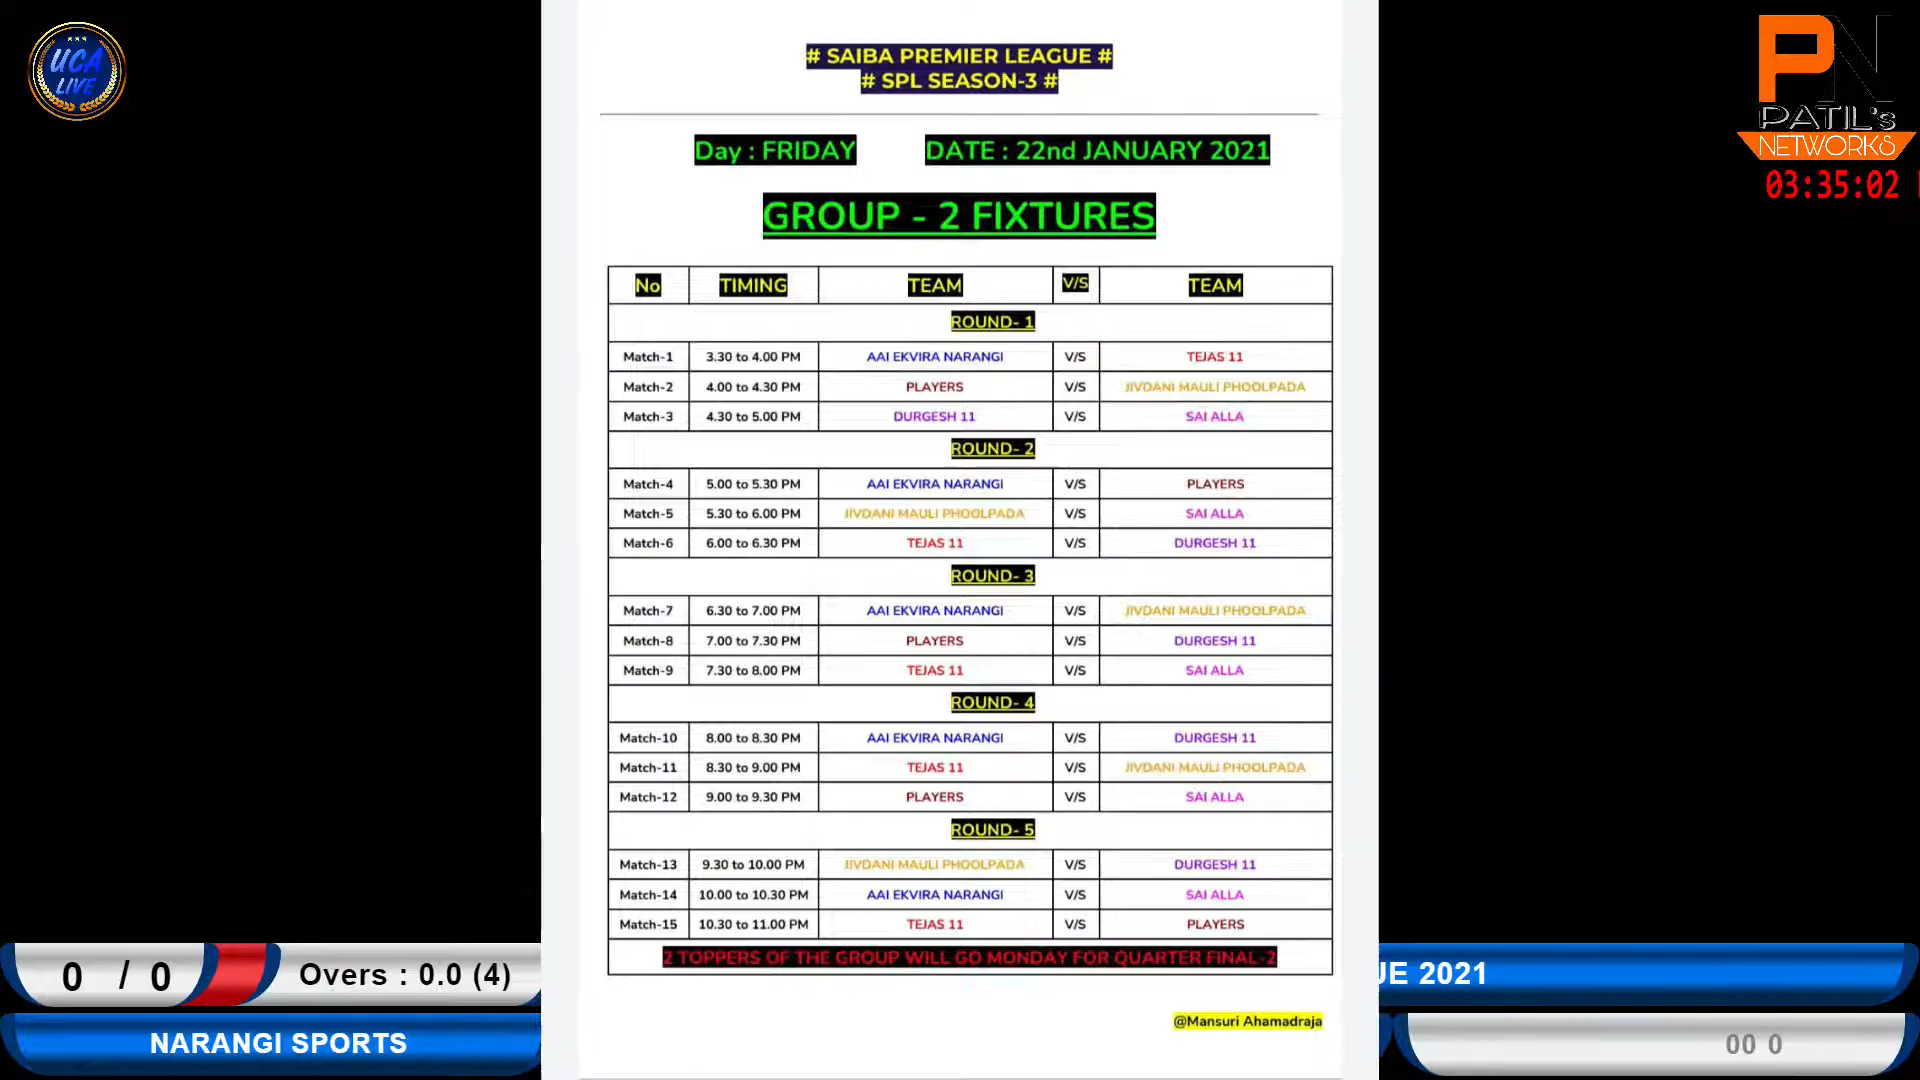 UCA
LIVE
# SAIBA PREMIER LEAGUE #
# SPL SEASON-3 #
PN
PATIL's
NETWORKS
03:35:02
Day : FRIDAY DATE : 22nd JANUARY 2021
GROUP - 2 FIXTURES
No TIMING TEAM V/S TEAM
ROUND- 1
Match-1 3.30 to 4.00 PM AAI EKVIRA NARANGI V/S TEJAS 11
Match-2 4.00 to 4.30 PM PLAYERS V/S JIVDANI MAULI PHOOLPADA
Match-3 4.30 to 5.00 PM DURGESH 11 V/S SAI ALLA
ROUND- 2
Match-4 5.00 to 5.30 PM AAI EKVIRA NARANGI V/S PLAYERS
Match-5 5.30 to 6.00 PM JIVDANI MAULI PHOOLPADA V/S SAI ALLA
Match-6 6.00 to 6.30 PM TEJAS 11 V/S DURGESH 11
ROUND- 3
Match-7 6.30 to 7.00 PM AAI EKVIRA NARANGI V/S JIVDANI MAULI PHOOLPADA
Match-8 7.00 to 7.30 PM PLAYERS V/S DURGESH 11
Match-9 7.30 to 8.00 PM TEJAS 11 V/S SAI ALLA
ROUND- 4
Match-10 8.00 to 8.30 PM AAI EKVIRA NARANGI V/S DURGESH 11
Match-11 8.30 to 9.00 PM TEJAS 11 V/S JIVDANI MAULI PHOOLPADA
Match-12 9.00 to 9.30 PM PLAYERS V/S SAI ALLA
ROUND- 5
Match-13 9.30 to 10.00 PM JIVDANI MAULI PHOOLPADA V/S DURGESH 11
Match-14 10.00 to 10.30 PM AAI EKVIRA NARANGI V/S SAI ALLA
Match-15 10.30 to 11.00 PM TEJAS 11 V/S PLAYERS
2 TOPPERS OF THE GROUP WILL GO MONDAY FOR QUARTER FINAL-2
@Mansuri Ahamadraja
0 / 0 Overs : 0.0 (4)
UE 2021
NARANGI SPORTS
00 0